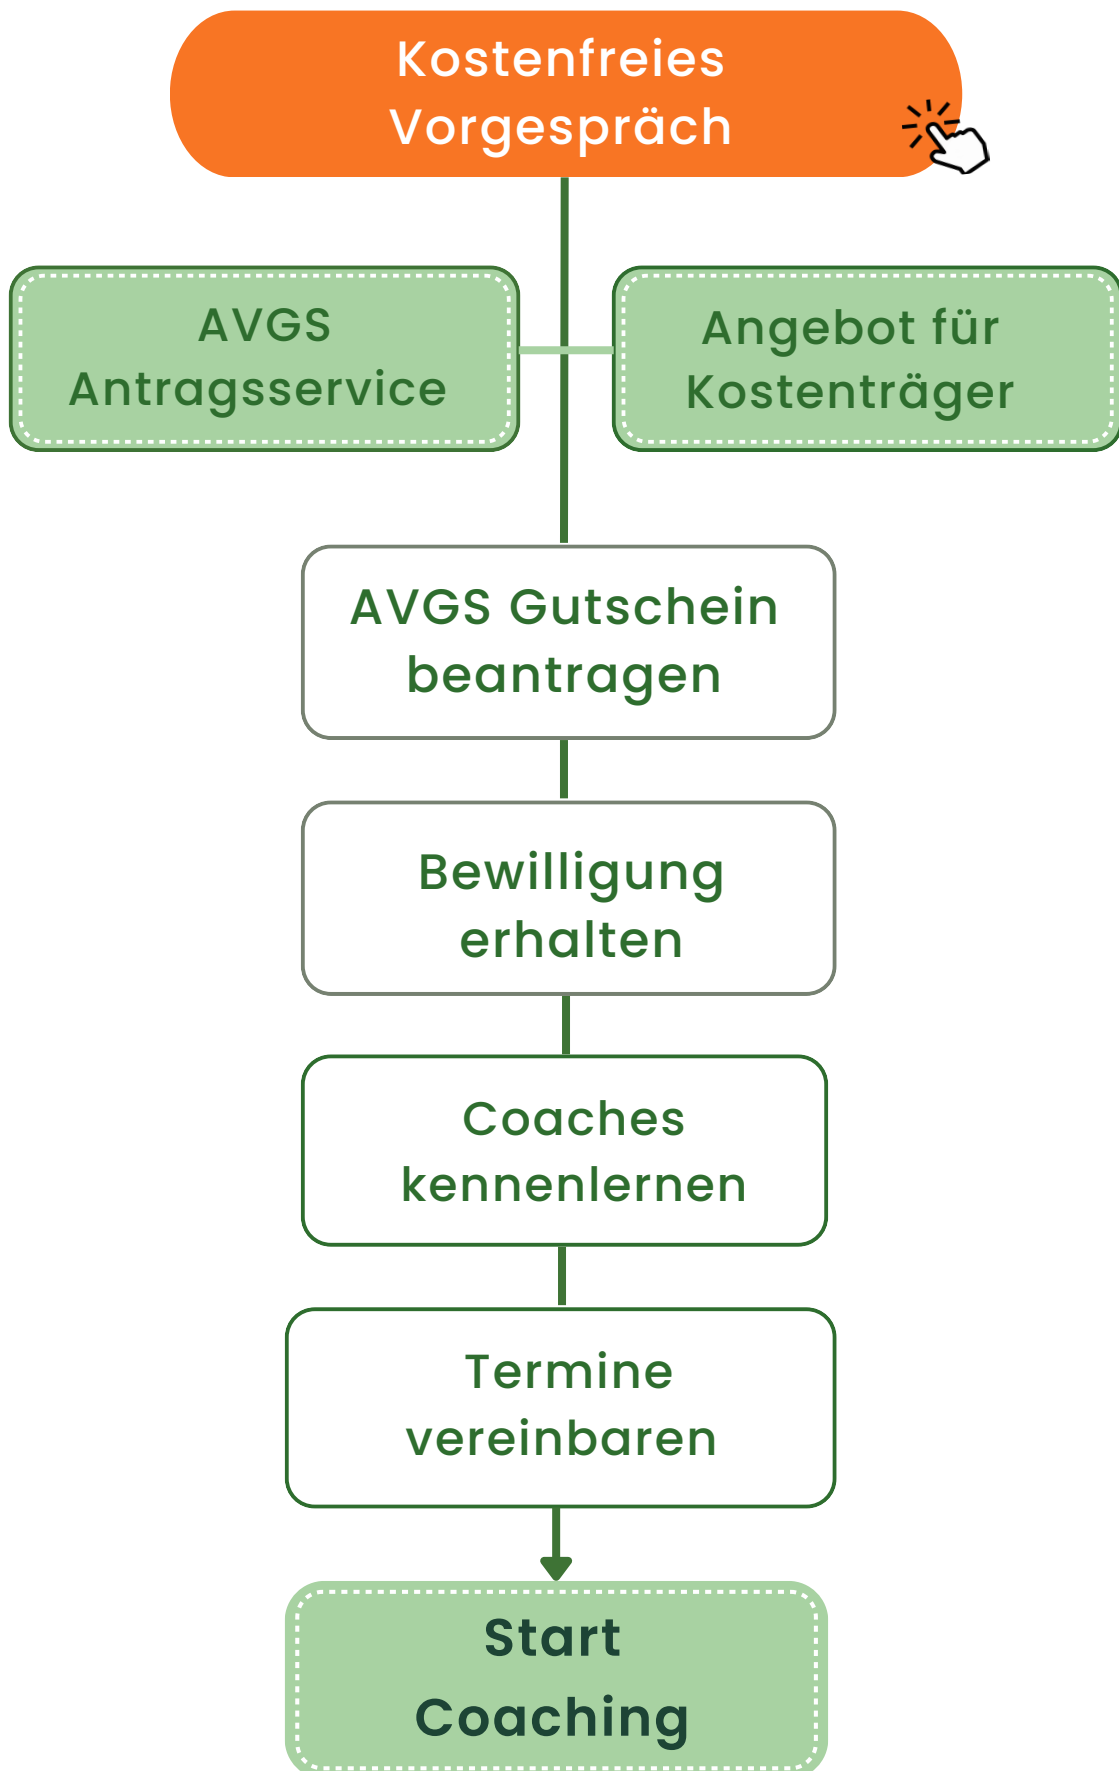 Kostenfreies
Vorgespräch
AVGS
Antragsservice
Angebot für
Kostenträger
AVGS Gutschein
beantragen
Bewilligung
erhalten
Coaches
kennenlernen
Termine
vereinbaren
Start
Coaching